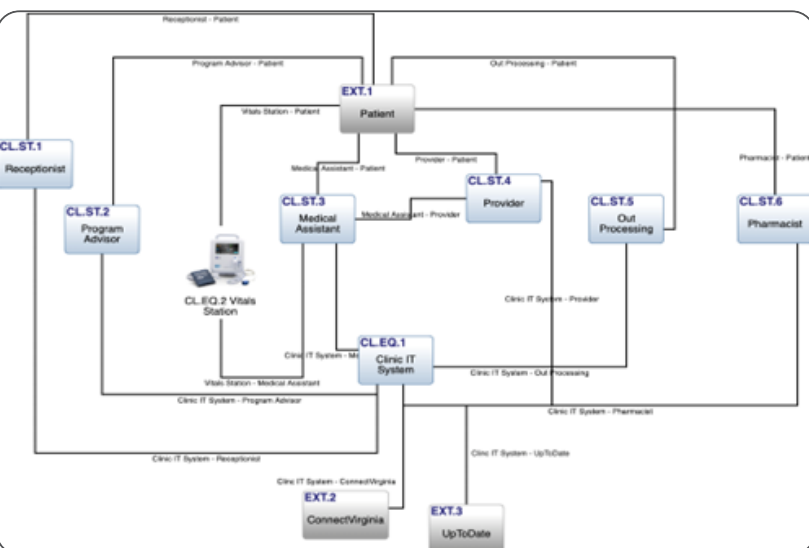 Receptionist - Patient
Program Advisor - Patient
Out Processing - Patient
EXT.1
Patient
Vitals Station - Patient
CL.ST.1
Receptionist
Provider - Patient
Pharmacist - Patient
Medical Assistant - Patient
CL.ST.2
Program
Advisor
CL.ST.3
Medical
Assistant
Medical Assistant - Provider
CL.ST.4
Provider
CL.ST.5
Out
Processing
CL.ST.6
Pharmacist
CL.EQ.2 Vitals
Station
Clinic IT System - Provider
CL.EQ.1
Clinic IT
System
Clinic IT System - M
Clinic IT System - Out Processing
Vitals Station - Medical Assistant
Clinic IT System - Program Advisor
Clinic IT System - Pharmacist
Clinic IT System - Receptionist
Clinic IT System - UpToDate
Clinic IT System - ConnectVirginia
EXT.2
ConnectVirginia
EXT.3
UpToDate